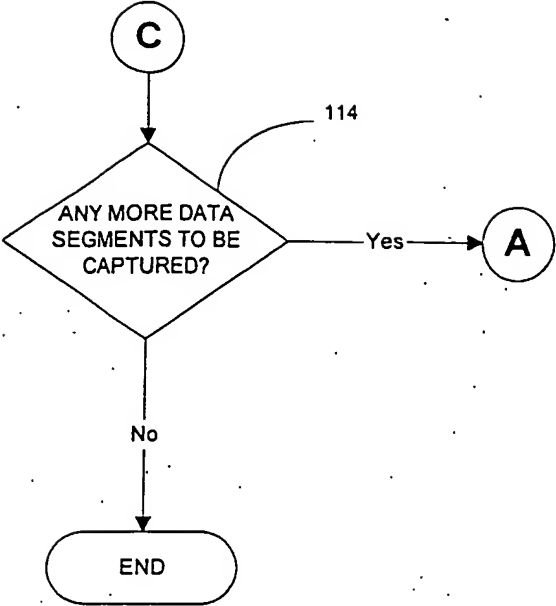 C
114
ANY MORE DATA
SEGMENTS TO BE
CAPTURED?
Yes
A
No
END